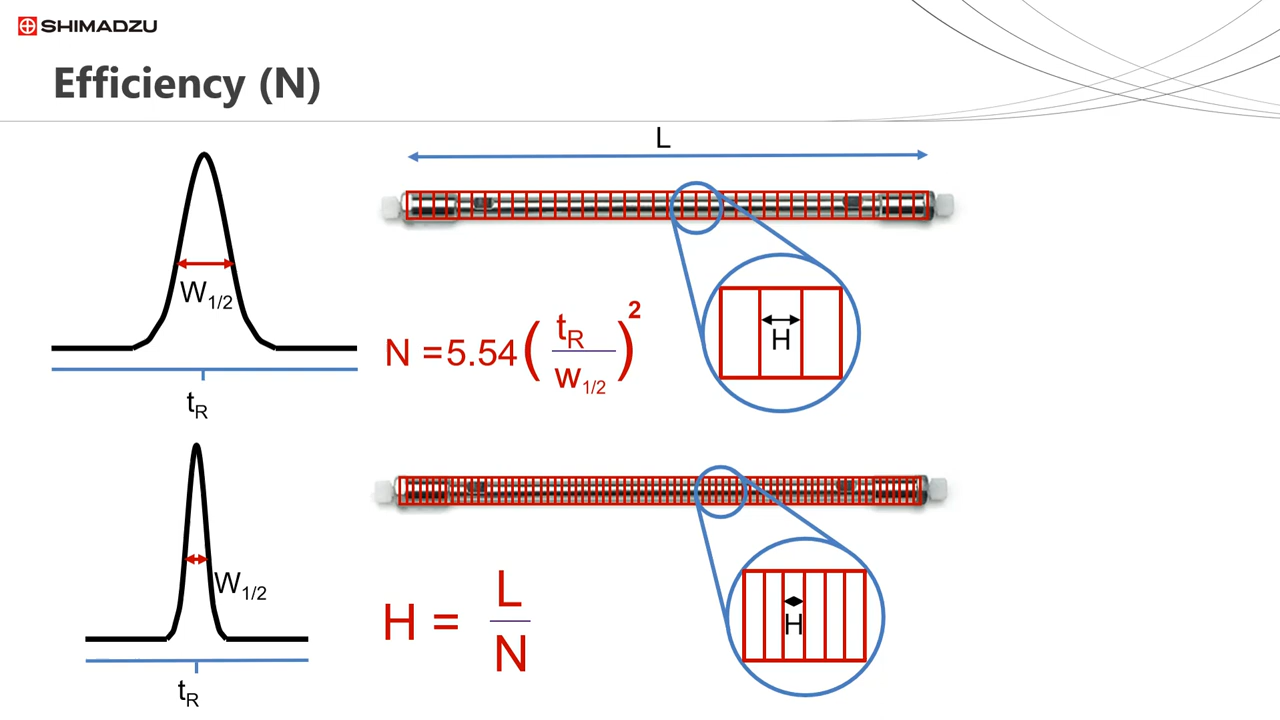 SHIMADZU
Efficiency (N)
L
W1/2
H
N =5.54(tR/w1/2)2
tR
W1/2
H
H = L/N
tR